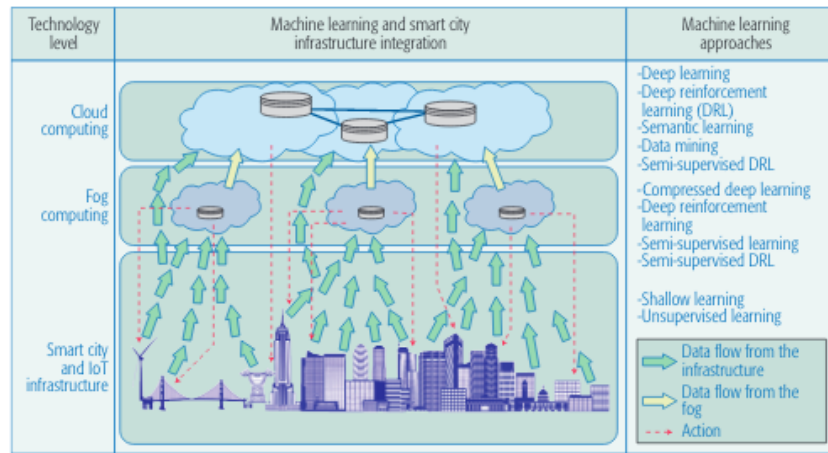 Technology
level
Machine learning and smart city
infrastructure integration
Machine learning
approaches
Cloud
computing
-Deep learning
-Deep reinforcement
learning (DRL)
-Semantic learning
-Data mining
-Semi-supervised DRL
Fog
computing
-Compressed deep learning
-Deep reinforcement
learning
-Semi-supervised learning
-Semi-supervised DRL
Smart city
and IoT
infrastructure
-Shallow learning
-Unsupervised learning
Data flow from the
infrastructure
Data flow from the
fog
Action